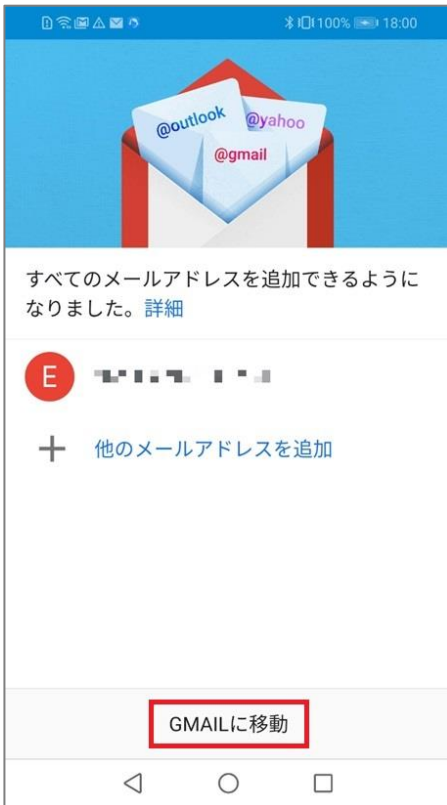 100% 18:00
@outlook
@yahoo
@gmail
すべてのメールアドレスを追加できるように
なりました。詳細
E
他のメールアドレスを追加
GMAILに移動